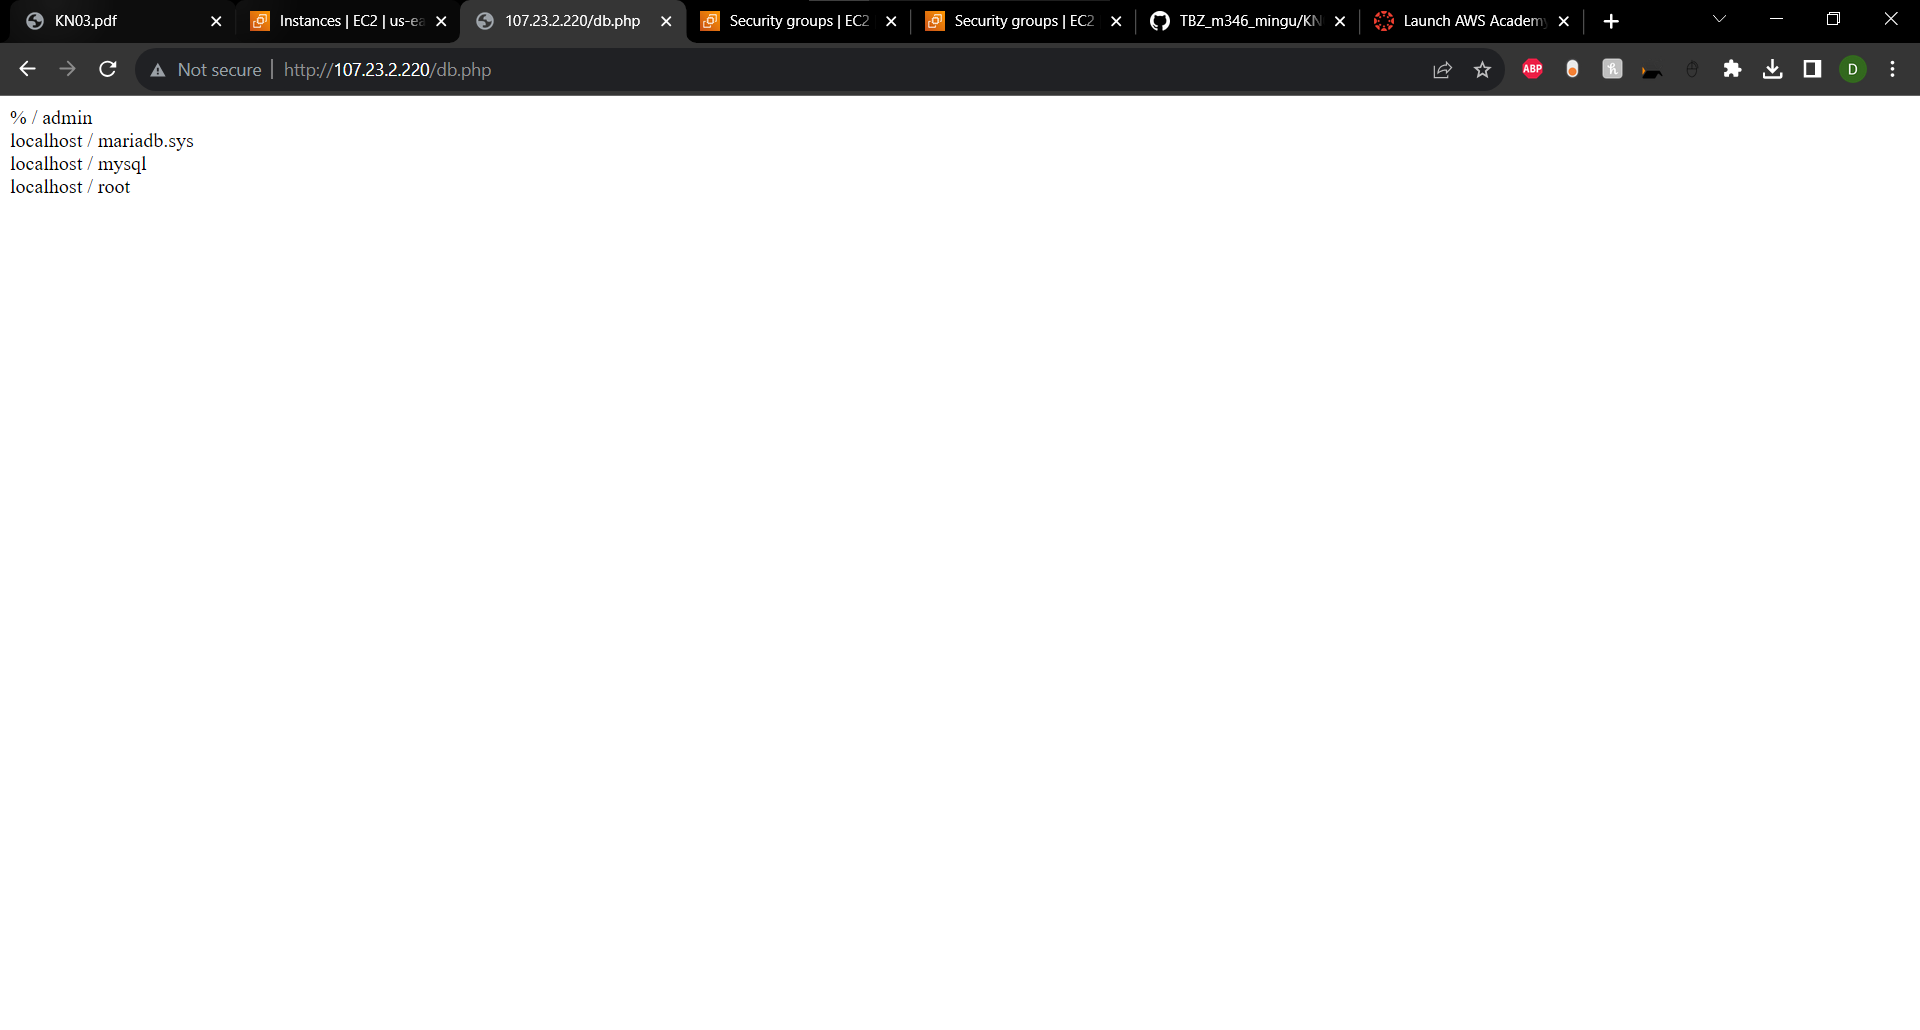 KN03.pdf
Instances | EC2 | us-ea
107.23.2.220/db.php
Security groups | EC2
Security groups | EC2
TBZ_m346_mingu/KN
Launch AWS Academy
Not secure | http://107.23.2.220/db.php
ABP
D
% / admin
localhost / mariadb.sys
localhost / mysql
localhost / root